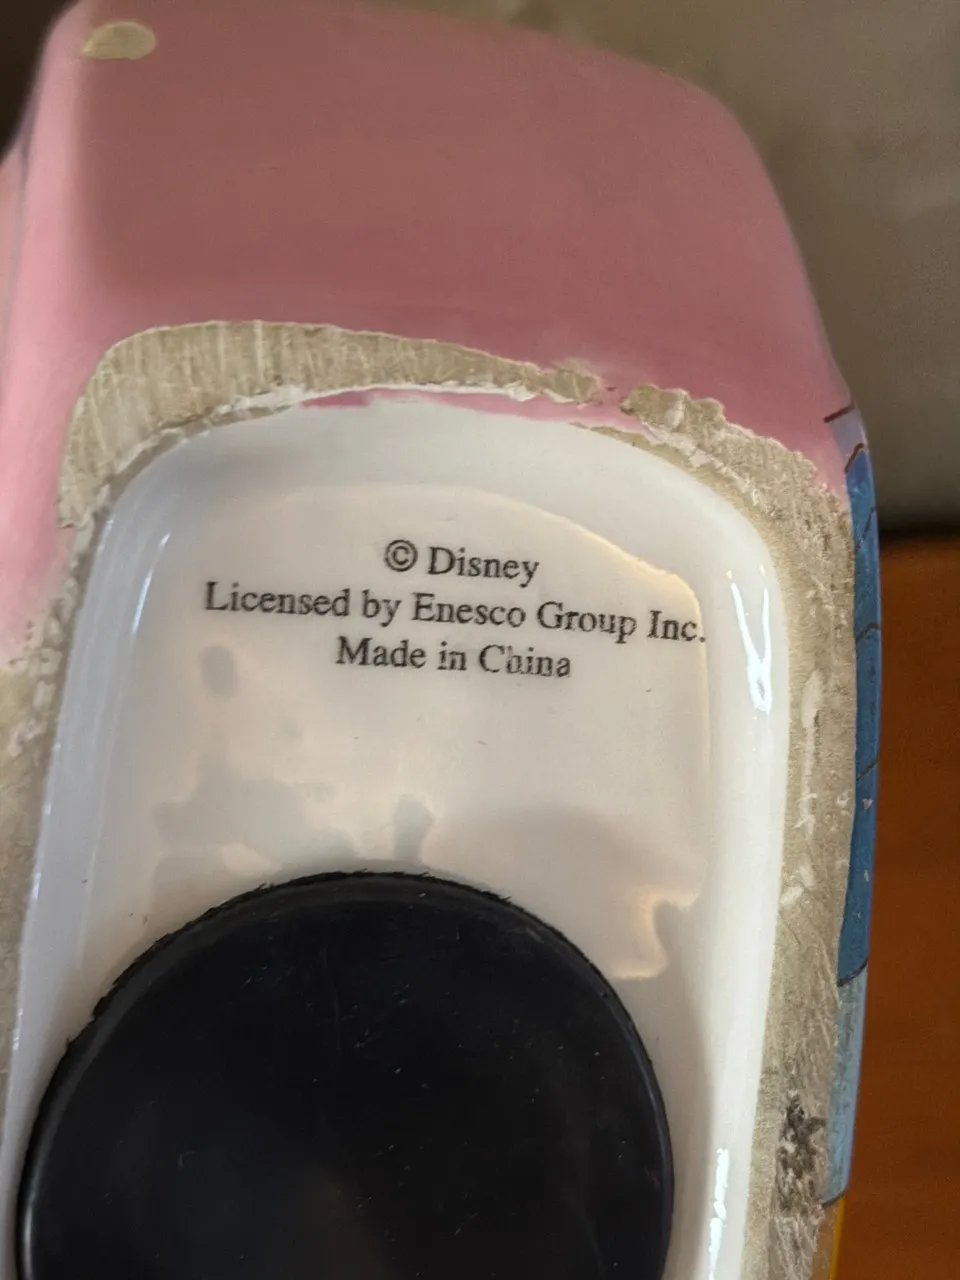 © Disney
Licensed by Enesco Group Inc.
Made in China